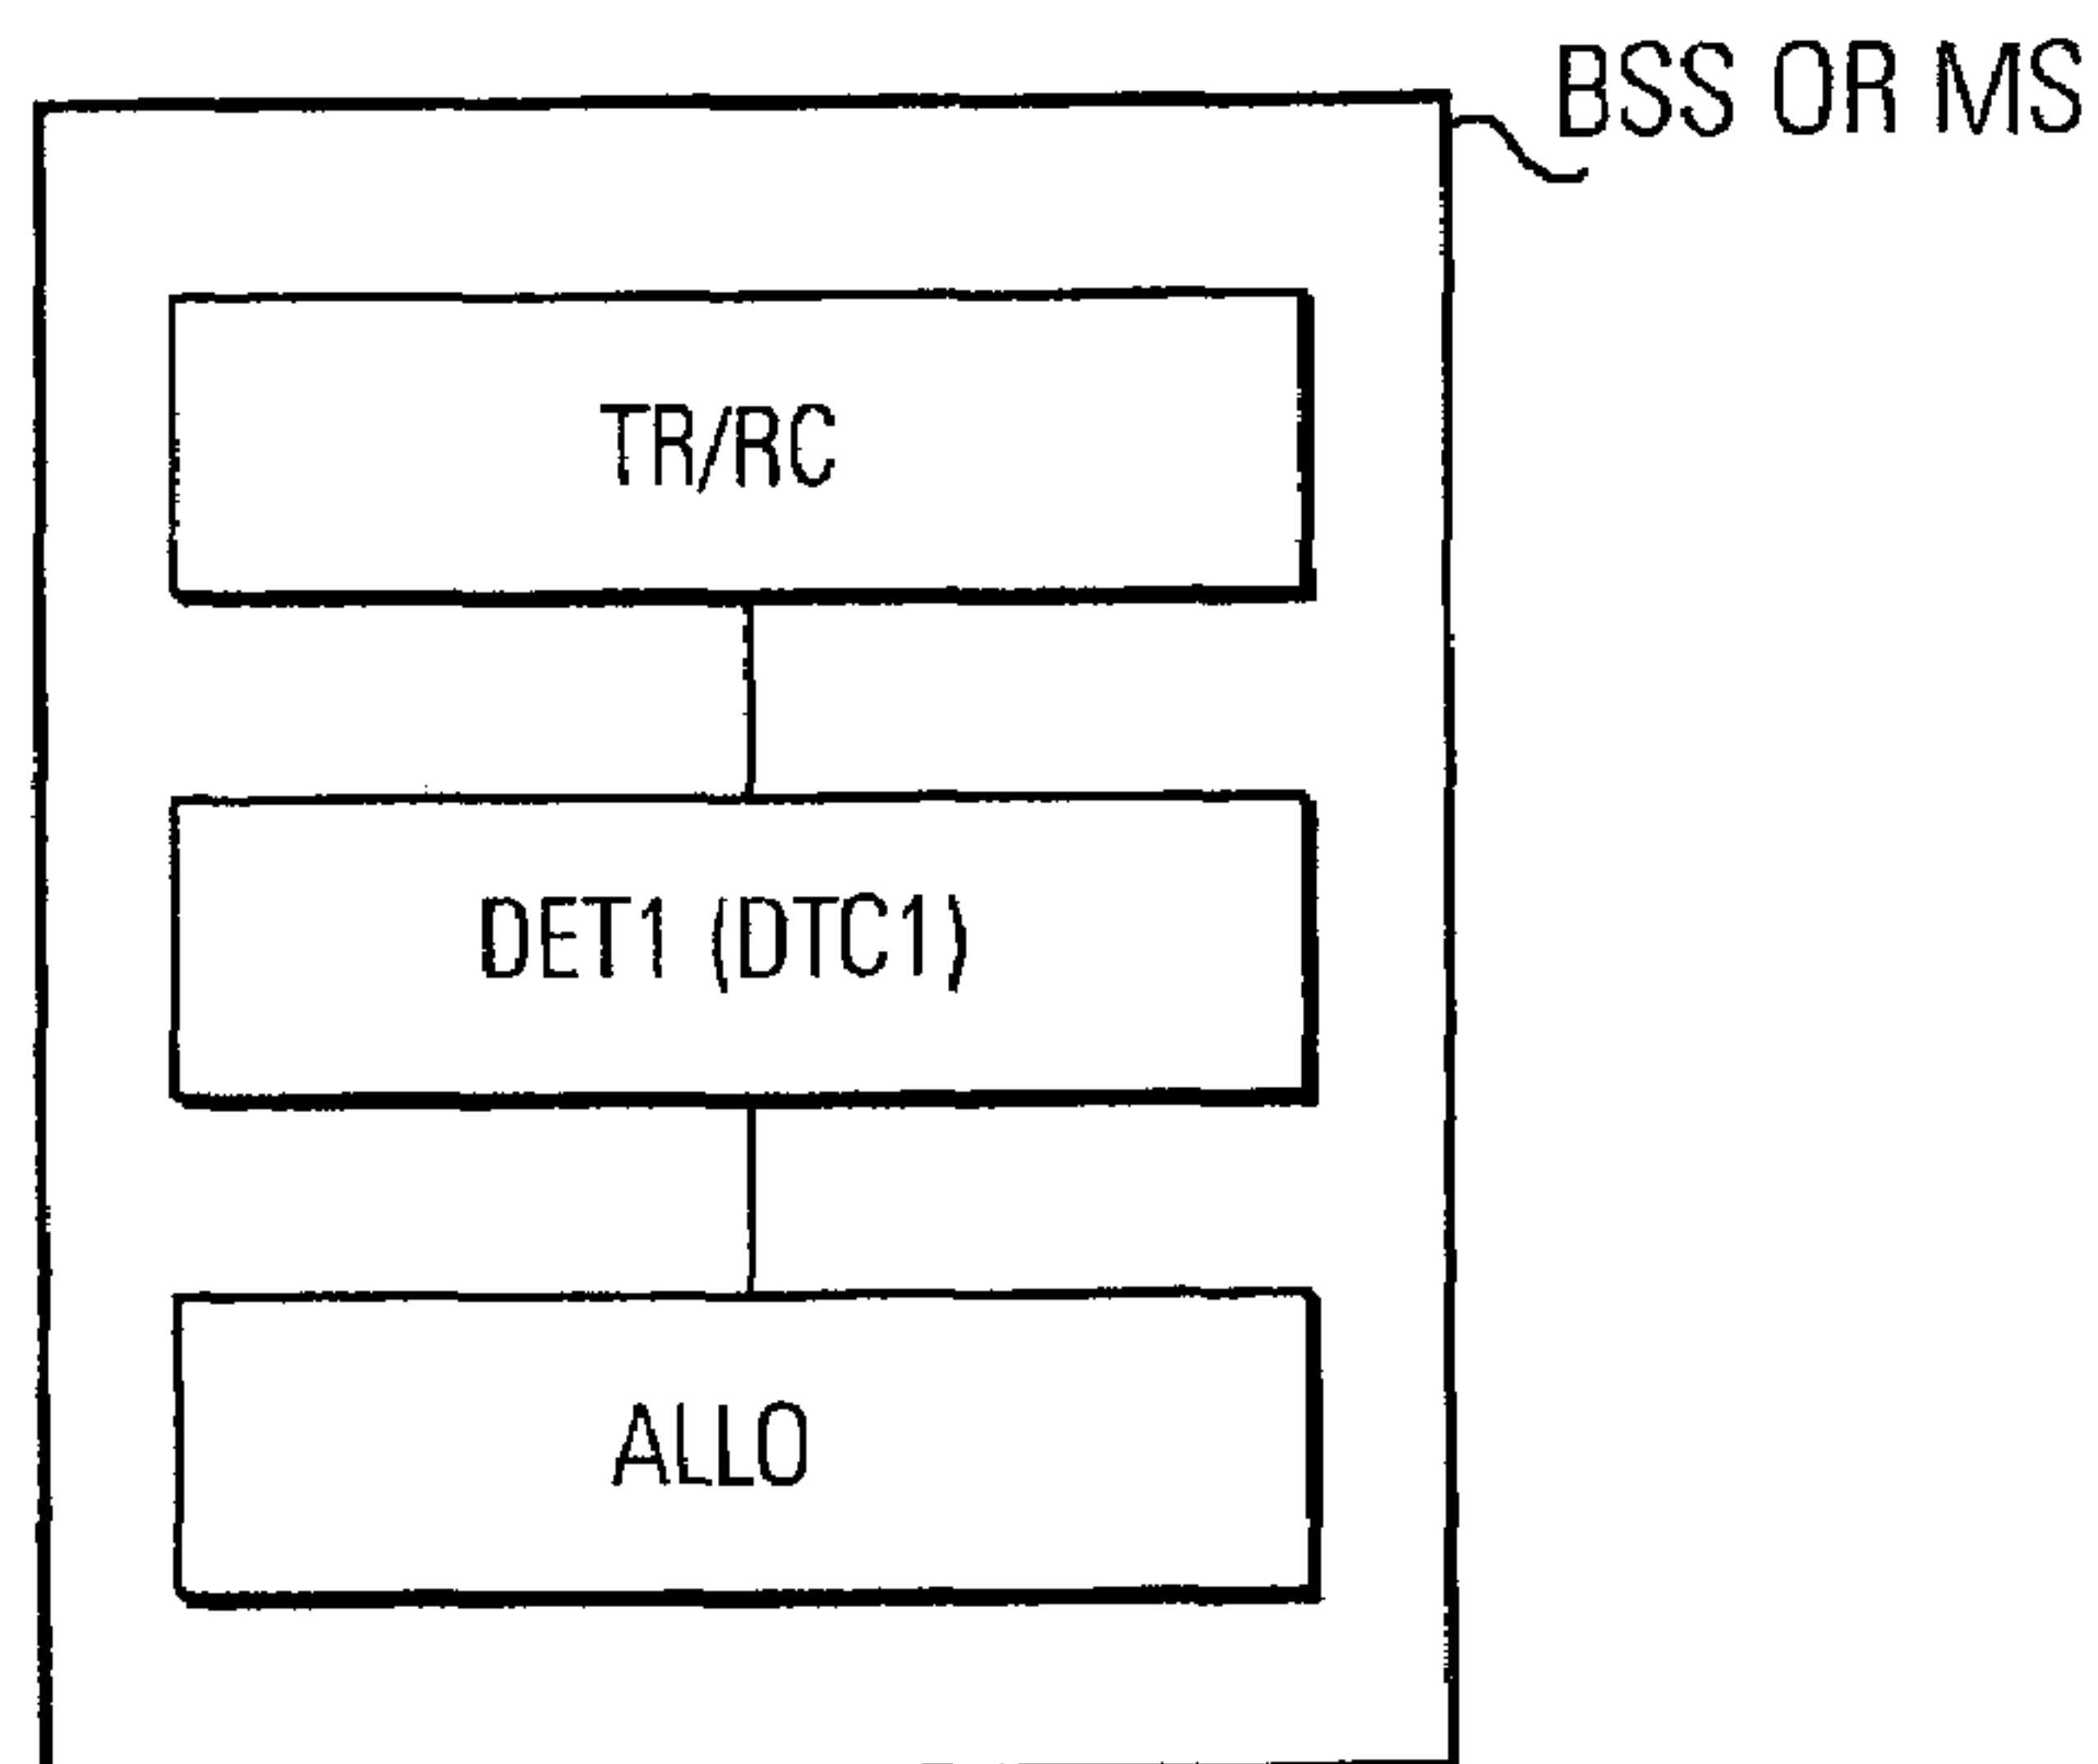 BSS OR MS
TR/RC
DET1 (DTC1)
ALLO